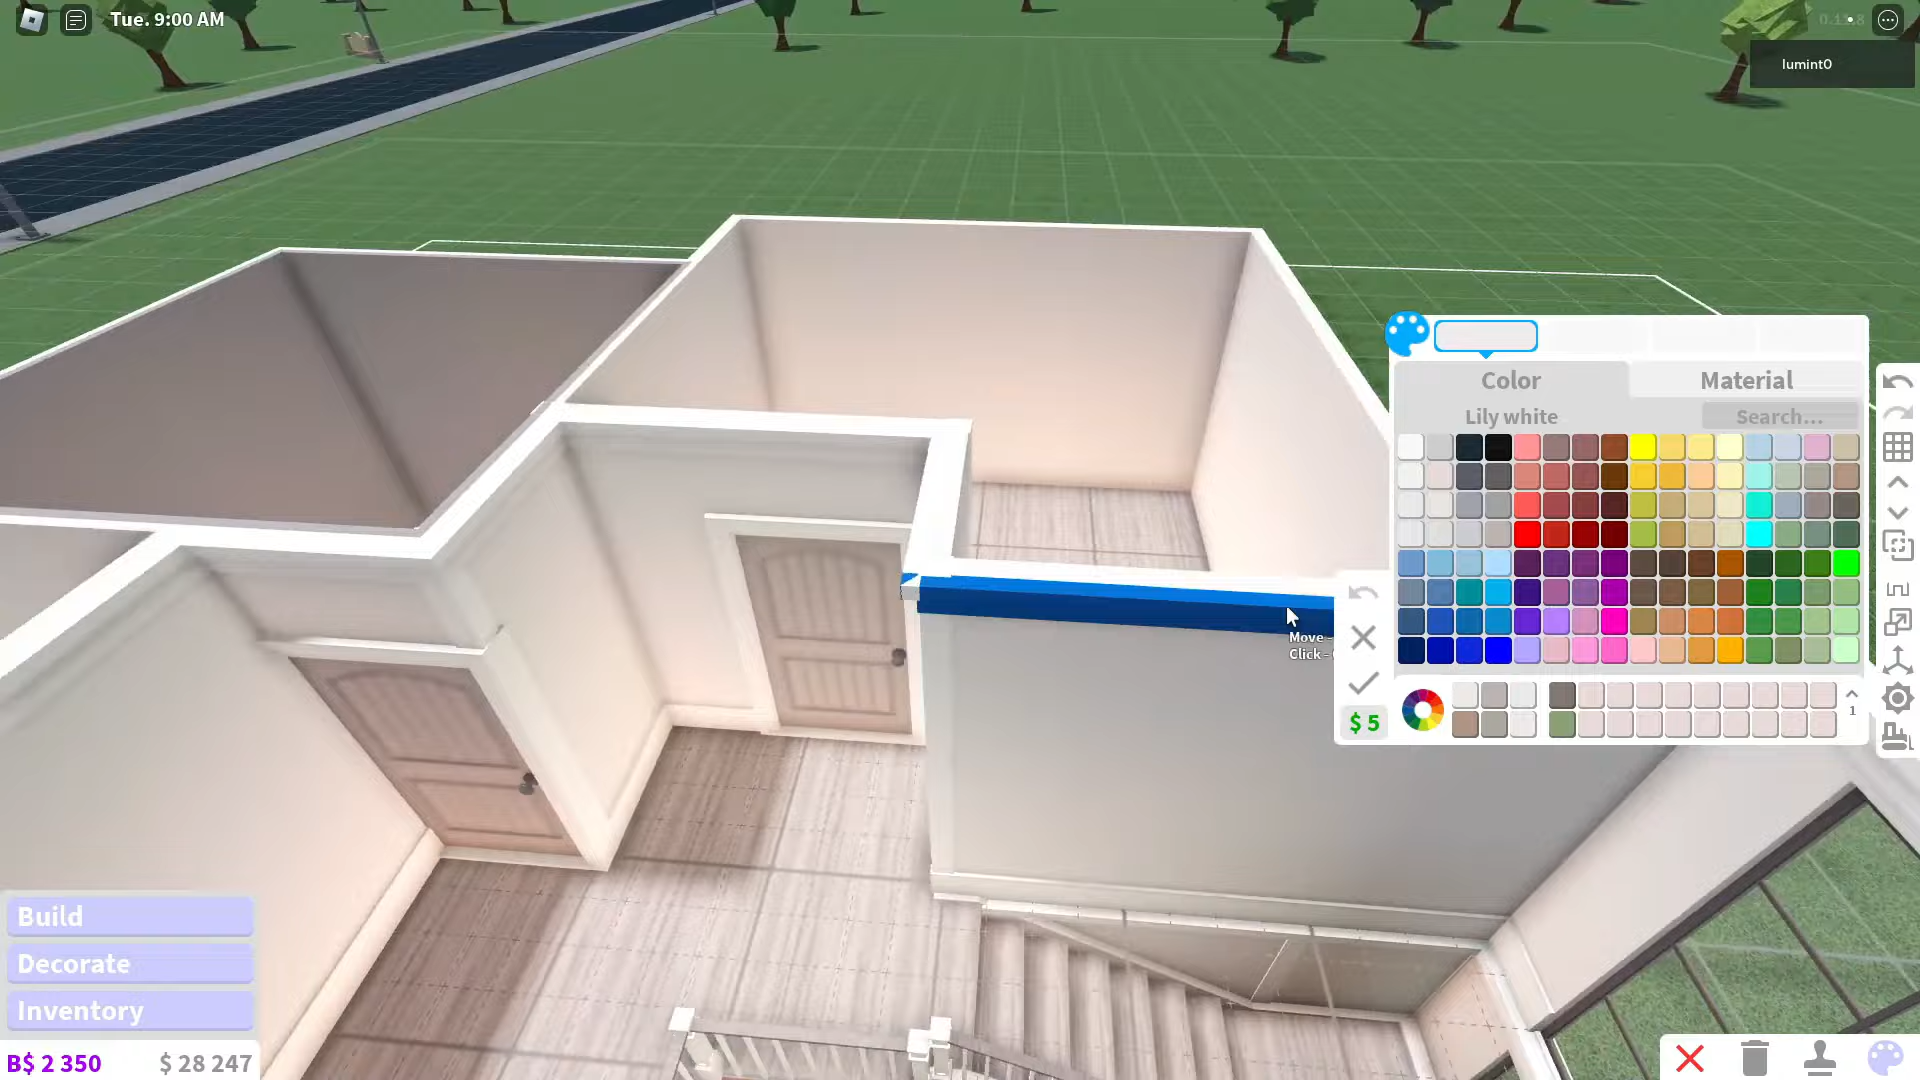 Tue. 9:00 AM
lumint0
Color
Material
Lily white
Search...
Move -
Click -
$ 5
1
Build
Decorate
Inventory
B$ 2 350
$ 28 247